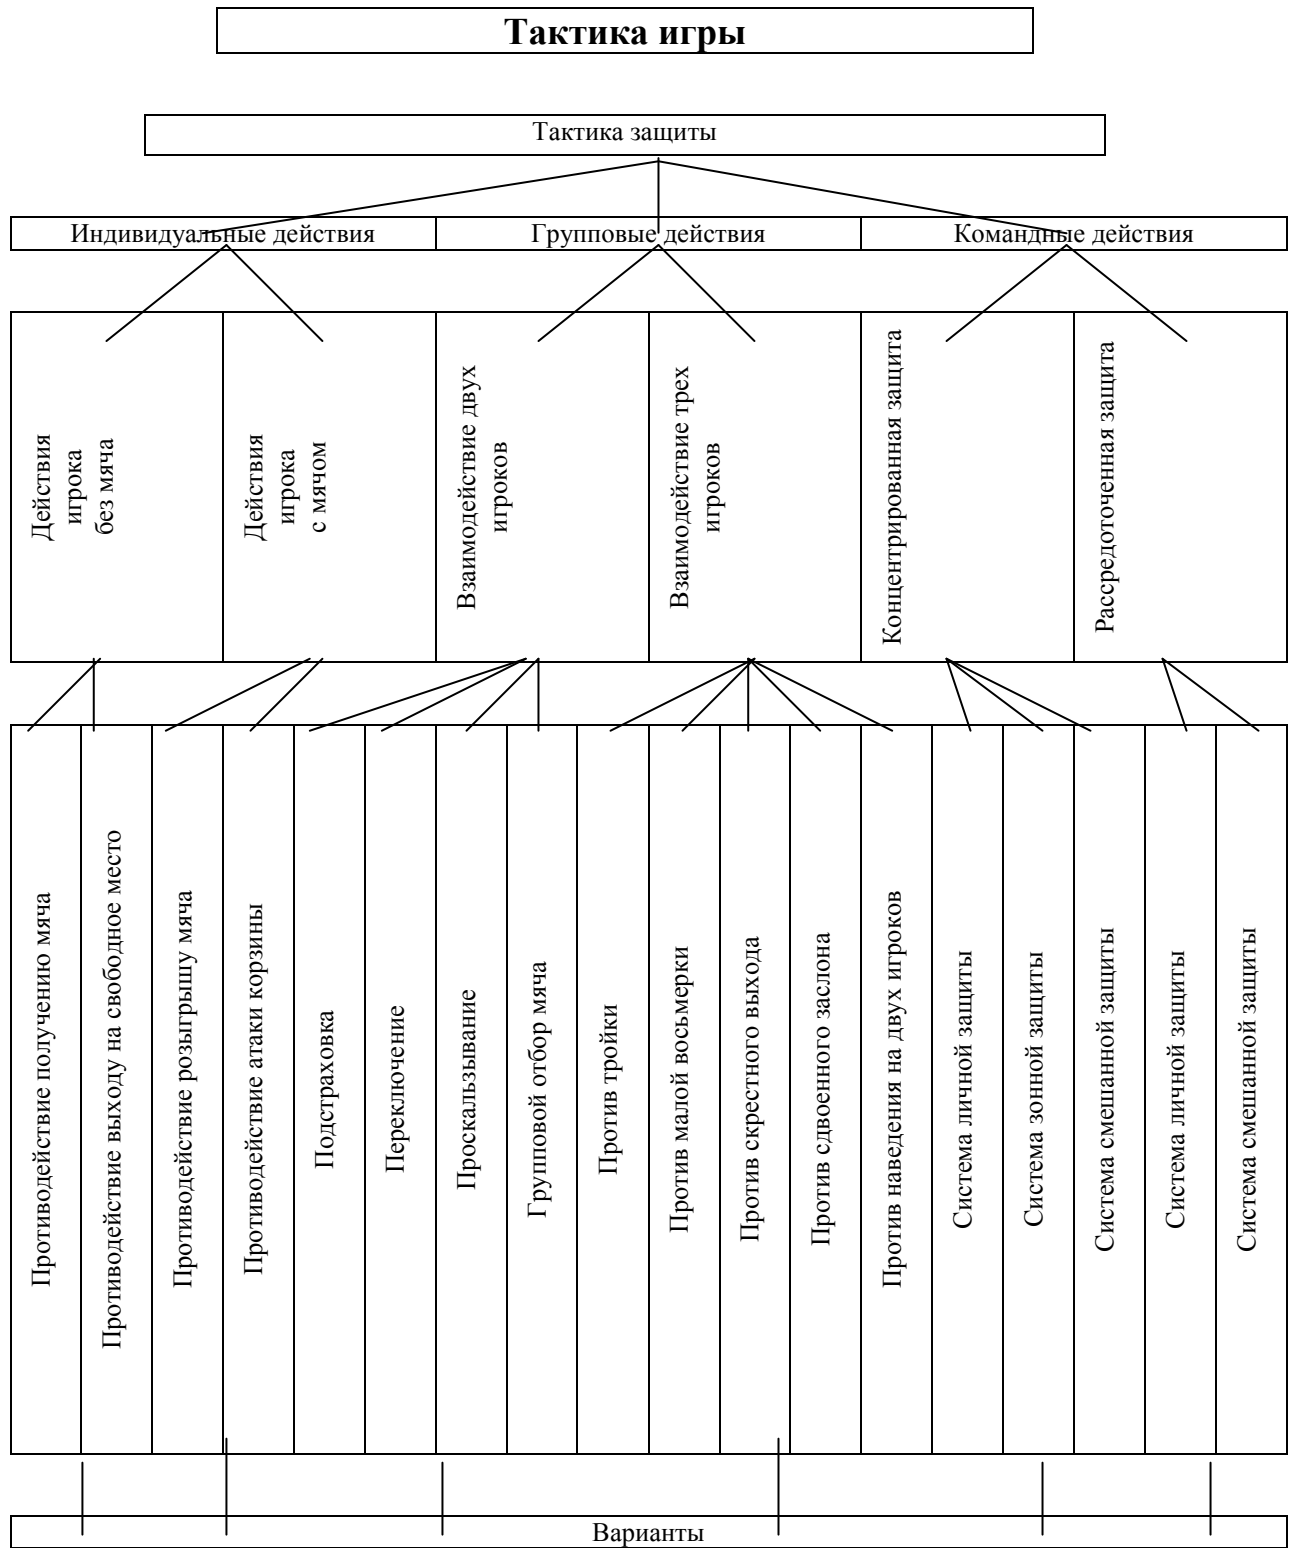 Тактика игры
Тактика защиты
Индивидуальные действия
Групповые действия
Командные действия
Действия
игрока
без мяча
Действия
игрока
с мячом
Взаимодействие двух
игроков
Взаимодействие трех
игроков
Концентрированная защита
Рассредоточенная защита
Противодействие получению мяча
Противодействие выходу на свободное место
Противодействие розыгрышу мяча
Противодействие атаки корзины
Подстраховка
Переключение
Проскальзывание
Групповой отбор мяча
Против тройки
Против малой восьмерки
Против скрестного выхода
Против сдвоенного заслона
Против наведения на двух игроков
Система личной защиты
Система зонной защиты
Система смешанной защиты
Система личной защиты
Система смешанной защиты
Варианты